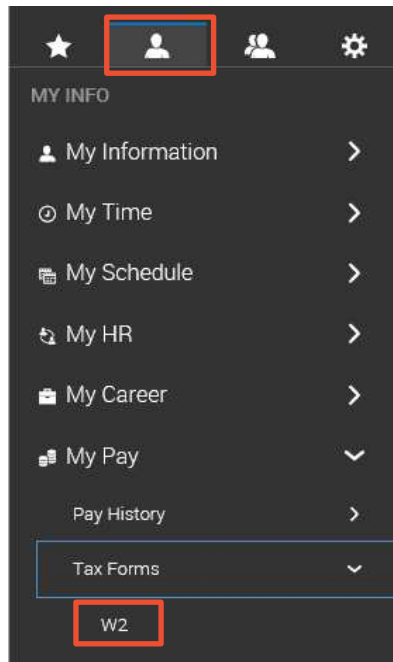 MY INFO
My Information
My Time
My Schedule
My HR
My Career
My Pay
Pay History
Tax Forms
W2